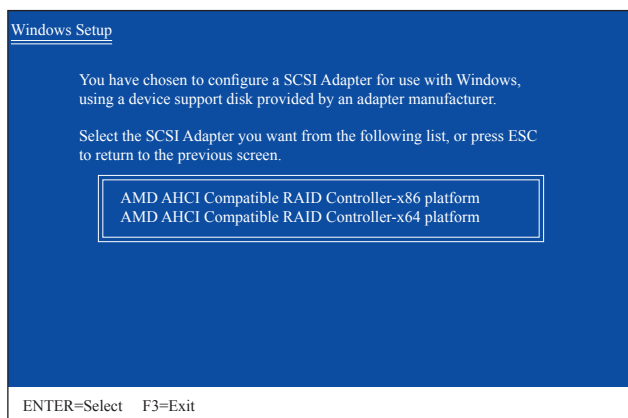 Windows Setup
You have chosen to configure a SCSI Adapter for use with Windows,
using a device support disk provided by an adapter manufacturer.
Select the SCSI Adapter you want from the following list, or press ESC
to return to the previous screen.
AMD AHCI Compatible RAID Controller-x86 platform
AMD AHCI Compatible RAID Controller-x64 platform
ENTER=Select F3=Exit